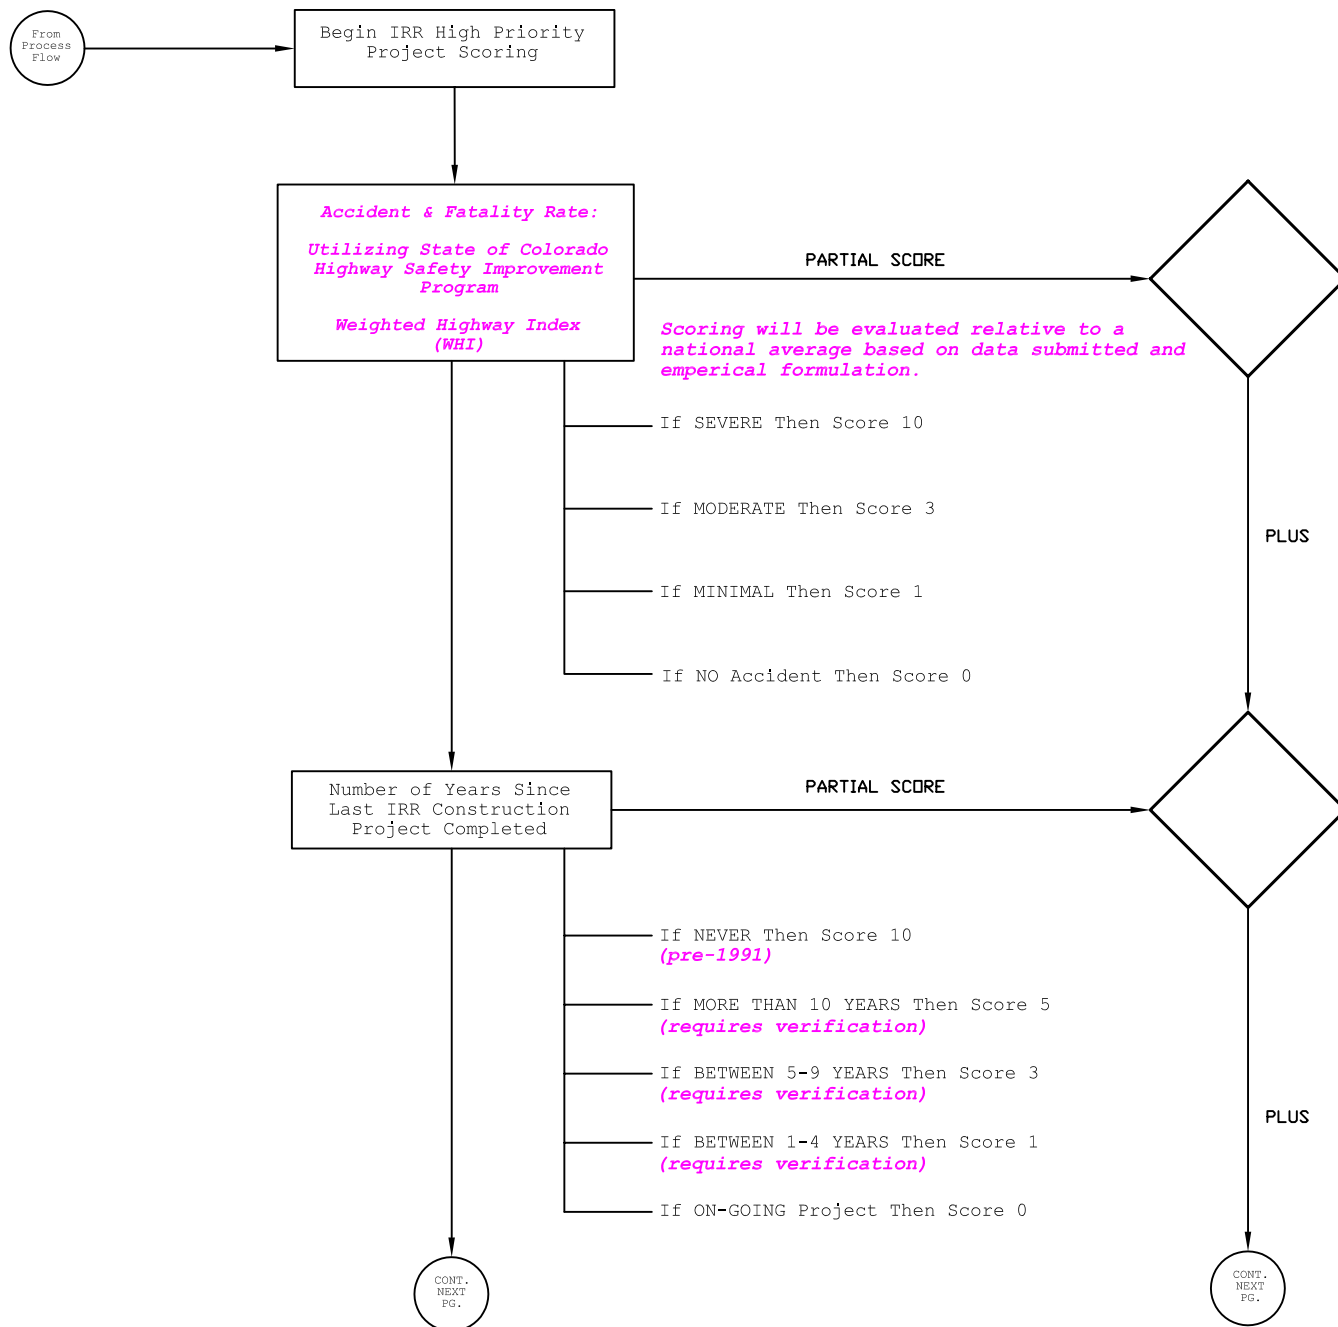 From
Process
Flow
Begin IRR High Priority
Project Scoring
Accident & Fatality Rate:
Utilizing State of Colorado
Highway Safety Improvement
Program
Weighted Highway Index
(WHI)
PARTIAL SCORE
Scoring will be evaluated relative to a
national average based on data submitted and
emperical formulation.
If SEVERE Then Score 10
If MODERATE Then Score 3
PLUS
If MINIMAL Then Score 1
If NO Accident Then Score 0
Number of Years Since
Last IRR Construction
Project Completed
PARTIAL SCORE
If NEVER Then Score 10
(pre-1991)
If MORE THAN 10 YEARS Then Score 5
(requires verification)
If BETWEEN 5-9 YEARS Then Score 3
(requires verification)
PLUS
If BETWEEN 1-4 YEARS Then Score 1
(requires verification)
If ON-GOING Project Then Score 0
CONT.
NEXT
PG.
CONT.
NEXT
PG.